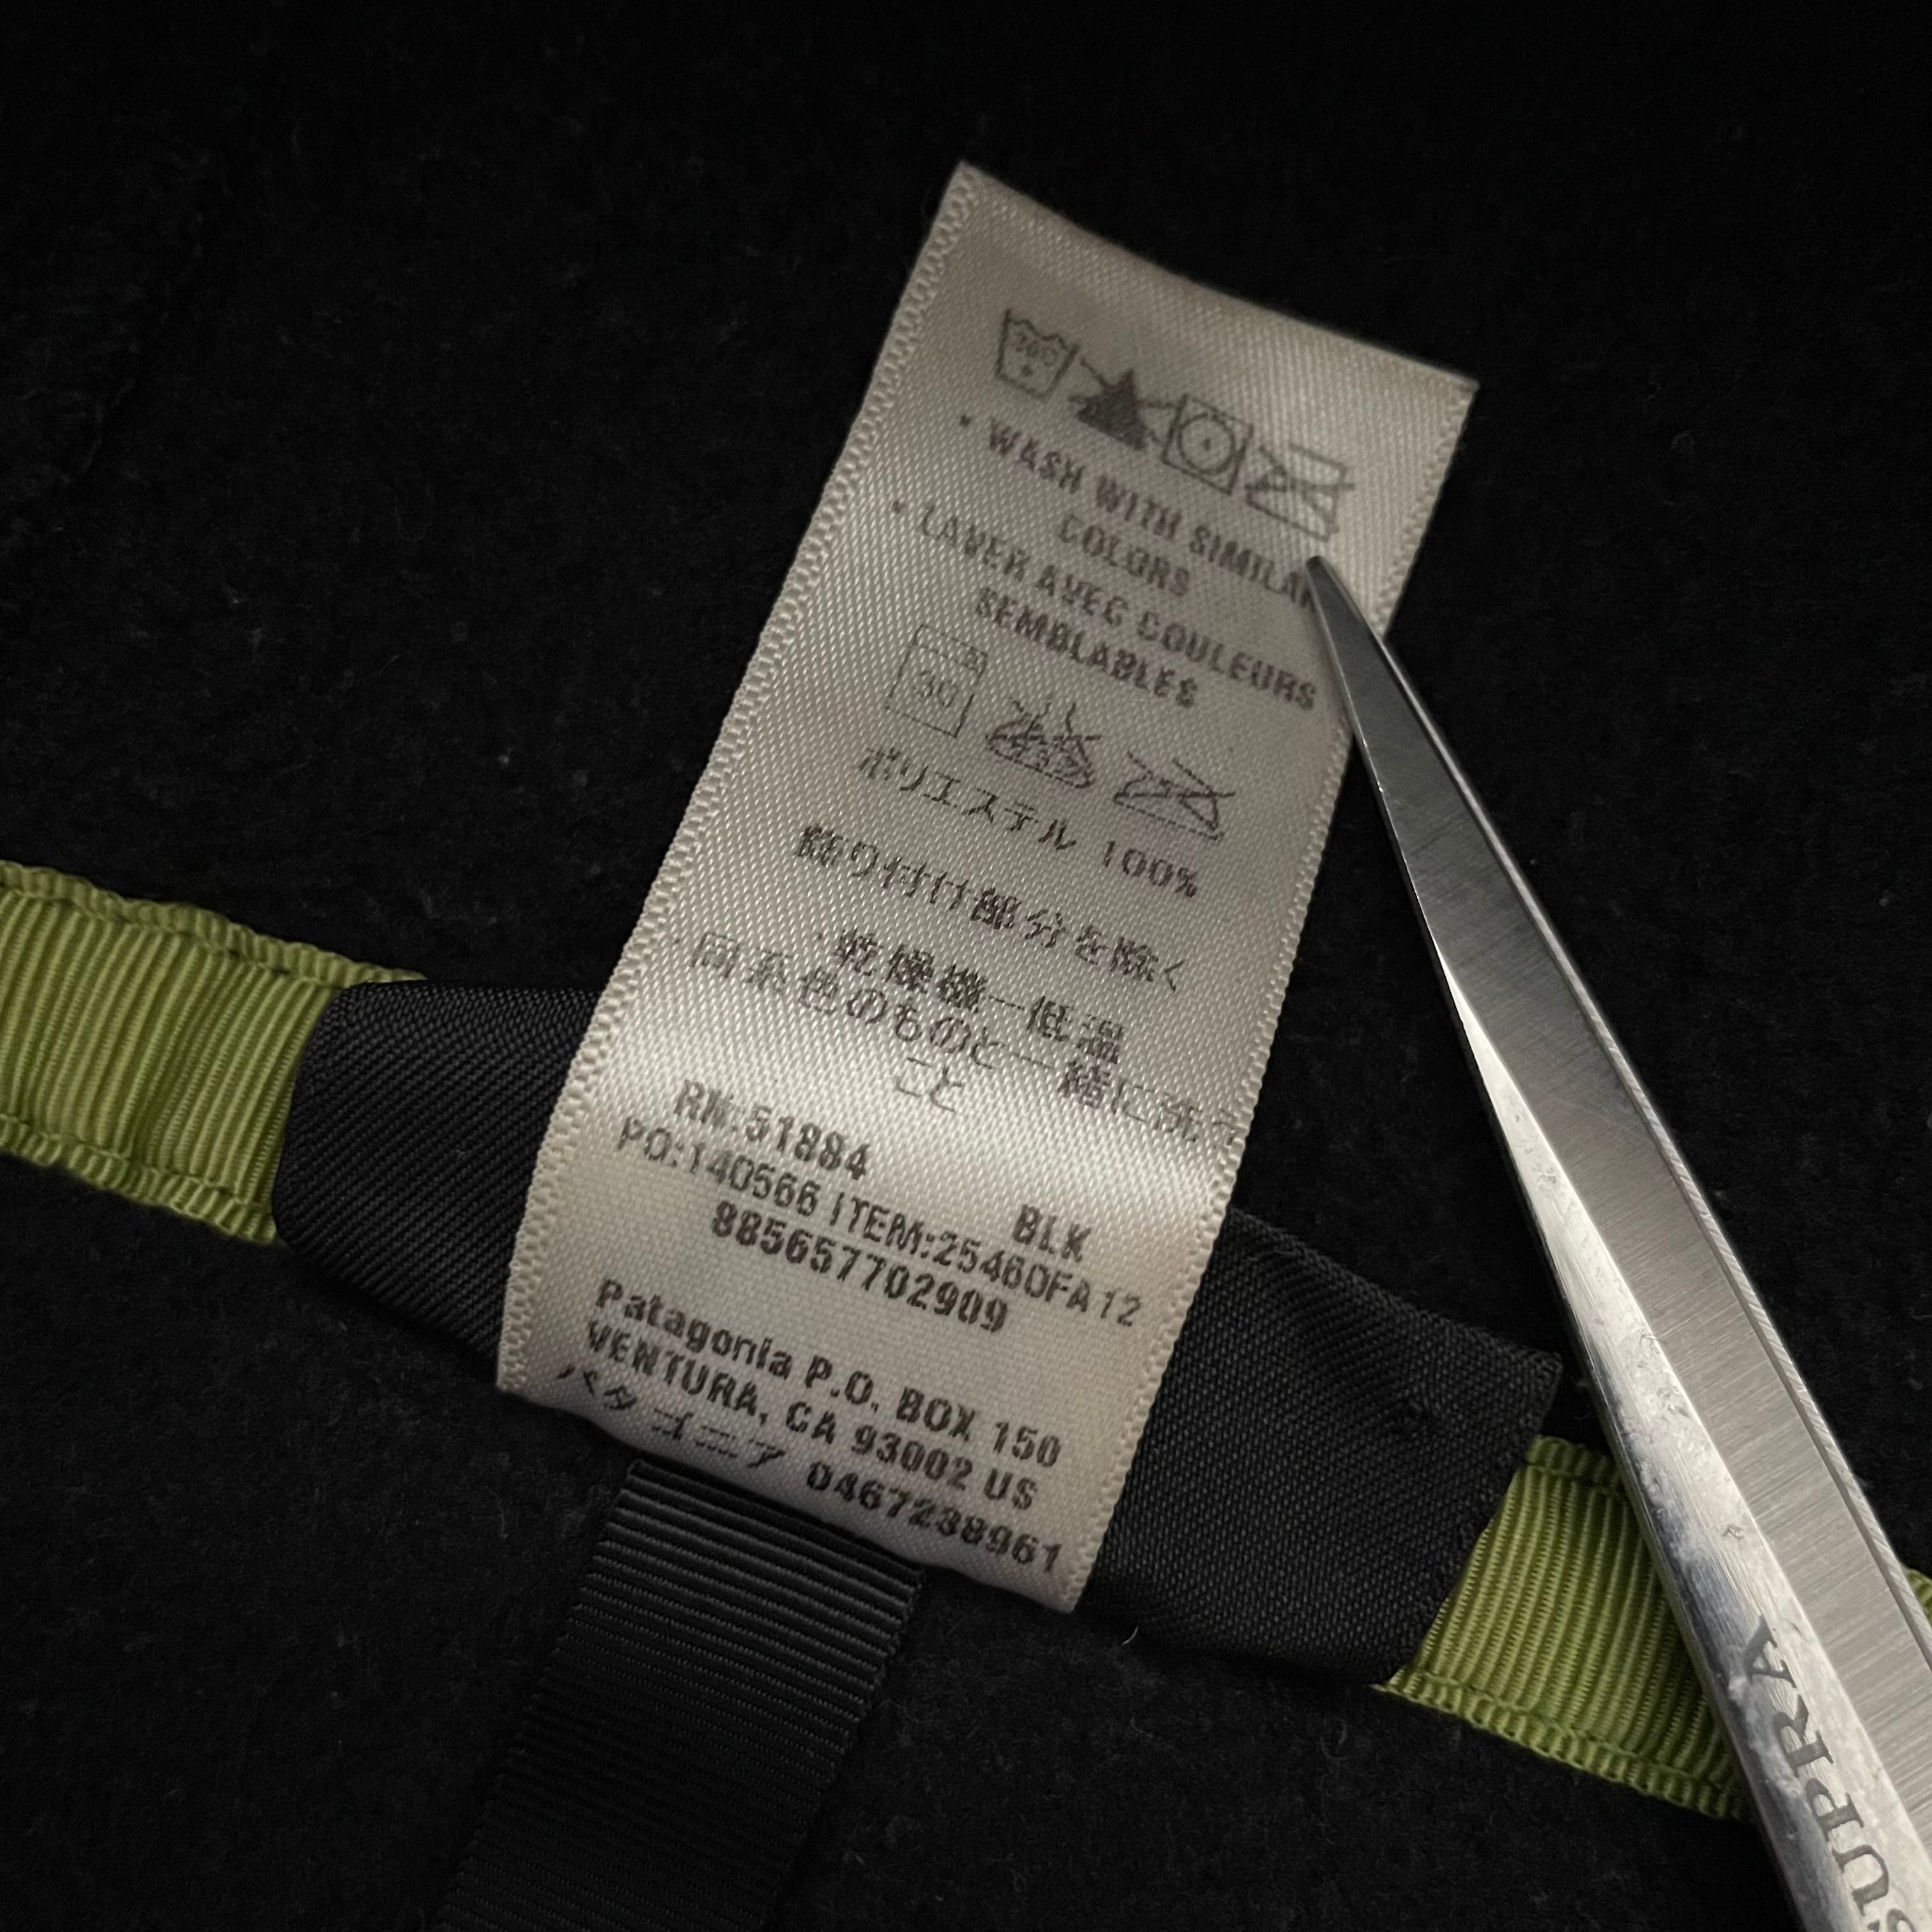 • WASH WITH SIMILAR
COLORS
• LAVER AVEC COULEURS
SEMBLABLES
30
ポリエステル 100%
飾り付け部分を除く
・乾燥機一低温
・同系色のものと一緒に洗う
こと
RN:51884
BLK
PO:140566 ITEM:25460FA12
885657702909
Patagonia P.O. BOX 150
VENTURA, CA 93002 US
パタゴニア 0467238961
SUPRA